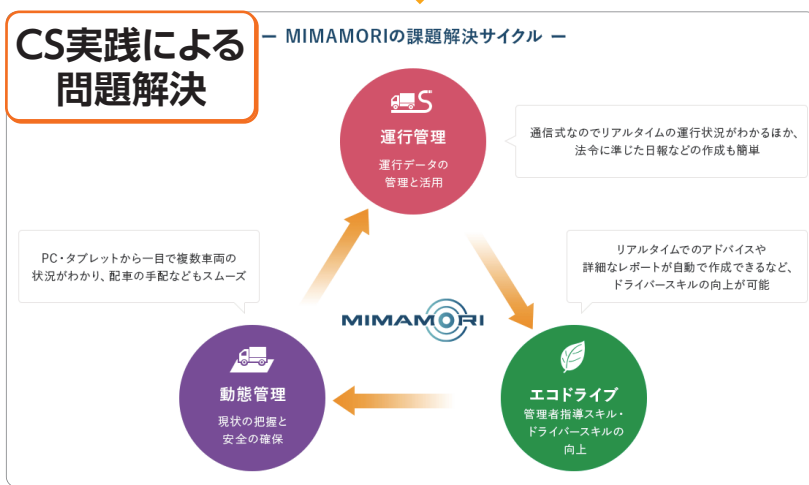 CS実践による
問題解決
― MIMAMORIの課題解決サイクル ―
運行管理
運行データの
管理と活用
通信式なのでリアルタイムの運行状況がわかるほか、
法令に準じた日報などの作成も簡単
PC・タブレットから一目で複数車両の
状況がわかり、配車の手配などもスムーズ
リアルタイムでのアドバイスや
詳細なレポートが自動で作成できるなど、
ドライバースキルの向上が可能
MIMAMORI
動態管理
現状の把握と
安全の確保
エコドライブ
管理者指導スキル・
ドライバースキルの
向上